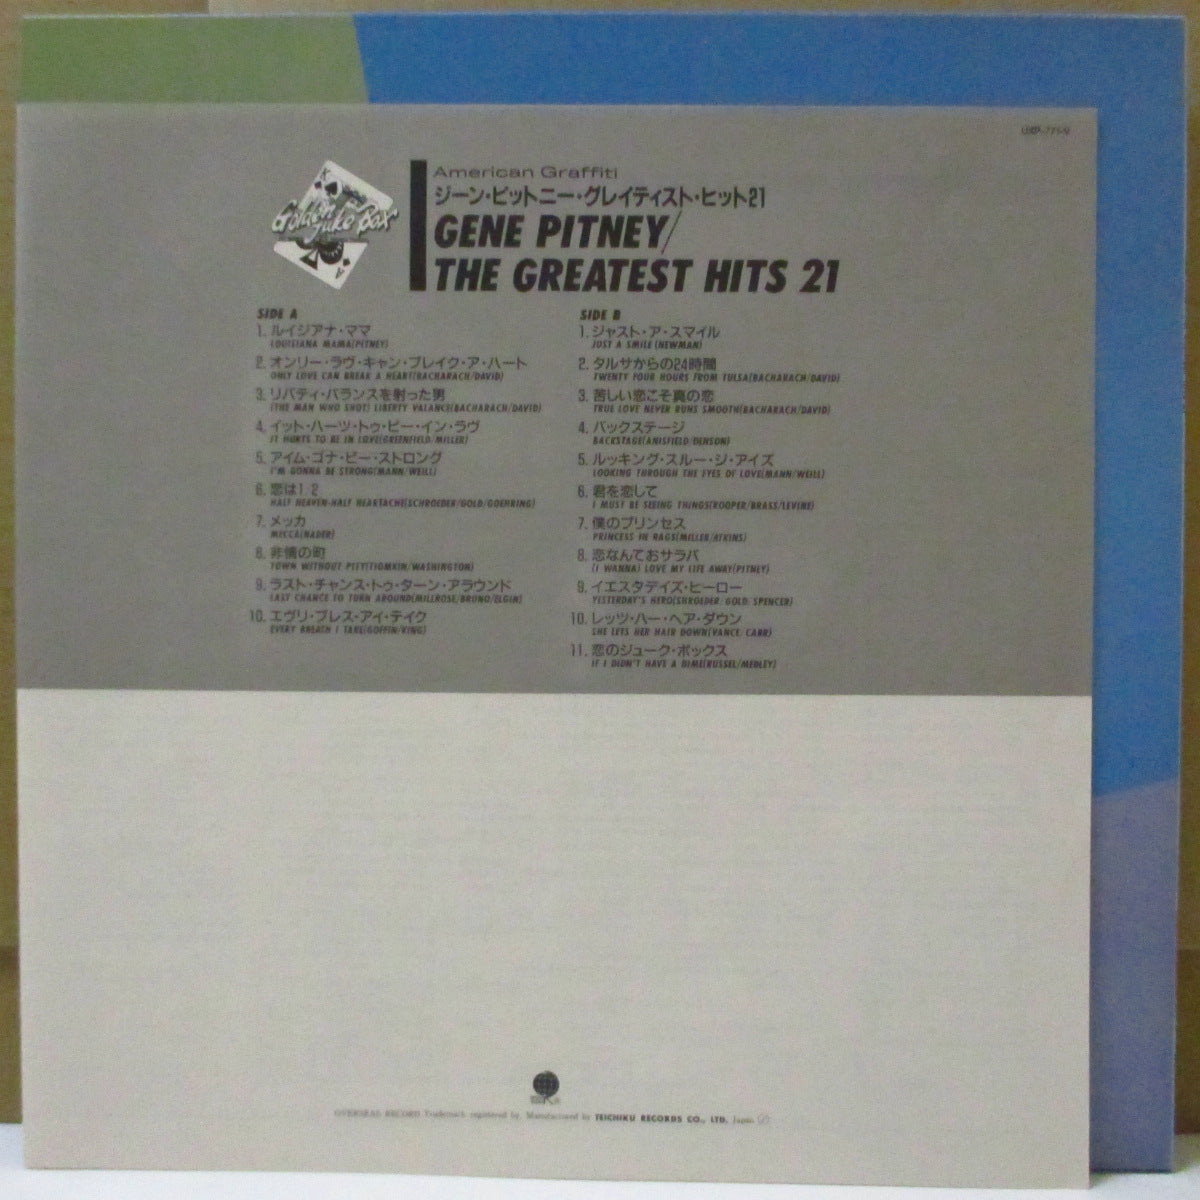 American Graffiti
ジーン・ピットニー・グレイティスト・ヒット21
GENE PITNEY/
THE GREATEST HITS 21
Golden
Juke Box
K
A
SIDE A
1. ルイジアナ・ママ
LOUISIANA MAMA(PITNEY)
2. オンリー・ラヴ・キャン・ブレイク・ア・ハート
ONLY LOVE CAN BREAK A HEART(BACHARACH/DAVID)
3. リバティ・バランスを射った男
(THE MAN WHO SHOT) LIBERTY VALANCE(BACHARACH/DAVID)
4. イット・ハーツ・トゥ・ビー・イン・ラヴ
IT HURTS TO BE IN LOVE(GREENFIELD/MILLER)
5. アイム・ゴナ・ビー・ストロング
I'M GONNA BE STRONG(MANN/WEILL)
6. 恋は1/2
HALF HEAVEN-HALF HEARTACHE(SCHROEDER/GOLD/GOEHRING)
7. メッカ
MECCA(NADER)
8. 非情の町
TOWN WITHOUT PITY(TIOMKIN/WASHINGTON)
9. ラスト・チャンス・トゥ・ターン・アラウンド
LAST CHANCE TO TURN AROUND(MILLROSE/BRUNO/ELGIN)
10. エヴリ・ブレス・アイ・テイク
EVERY BREATH I TAKE(GOFFIN/KING)
SIDE B
1. ジャスト・ア・スマイル
JUST A SMILE(NEWMAN)
2. タルサからの24時間
TWENTY FOUR HOURS FROM TULSA(BACHARACH/DAVID)
3. 苦しい恋こそ真の恋
TRUE LOVE NEVER RUNS SMOOTH(BACHARACH/DAVID)
4. バックステージ
BACKSTAGE(ANISFIELD/DENSON)
5. ルッキング・スルー・ジ・アイズ
LOOKING THROUGH THE EYES OF LOVE(MANN/WEILL)
6. 君を恋して
I MUST BE SEEING THINGS(KOOPER/BRASS/LEVINE)
7. 僕のプリンセス
PRINCESS IN RAGS(MILLER/ATKINS)
8. 恋なんておサラバ
(I WANNA) LOVE MY LIFE AWAY(PITNEY)
9. イエスタデイズ・ヒーロー
YESTERDAY'S HERO(SHROEDER/GOLD/SPENCER)
10. レッツ・ハー・ヘア・ダウン
SHE LETS HER HAIR DOWN(VANCE/CARR)
11. 恋のジューク・ボックス
IF I DIDN'T HAVE A DIME(RUSSEL/MEDLEY)
OVERSEAS RECORD Trademark registered by, Manufactured by TEICHIKU RECORDS CO., LTD. Japan Ⓟ